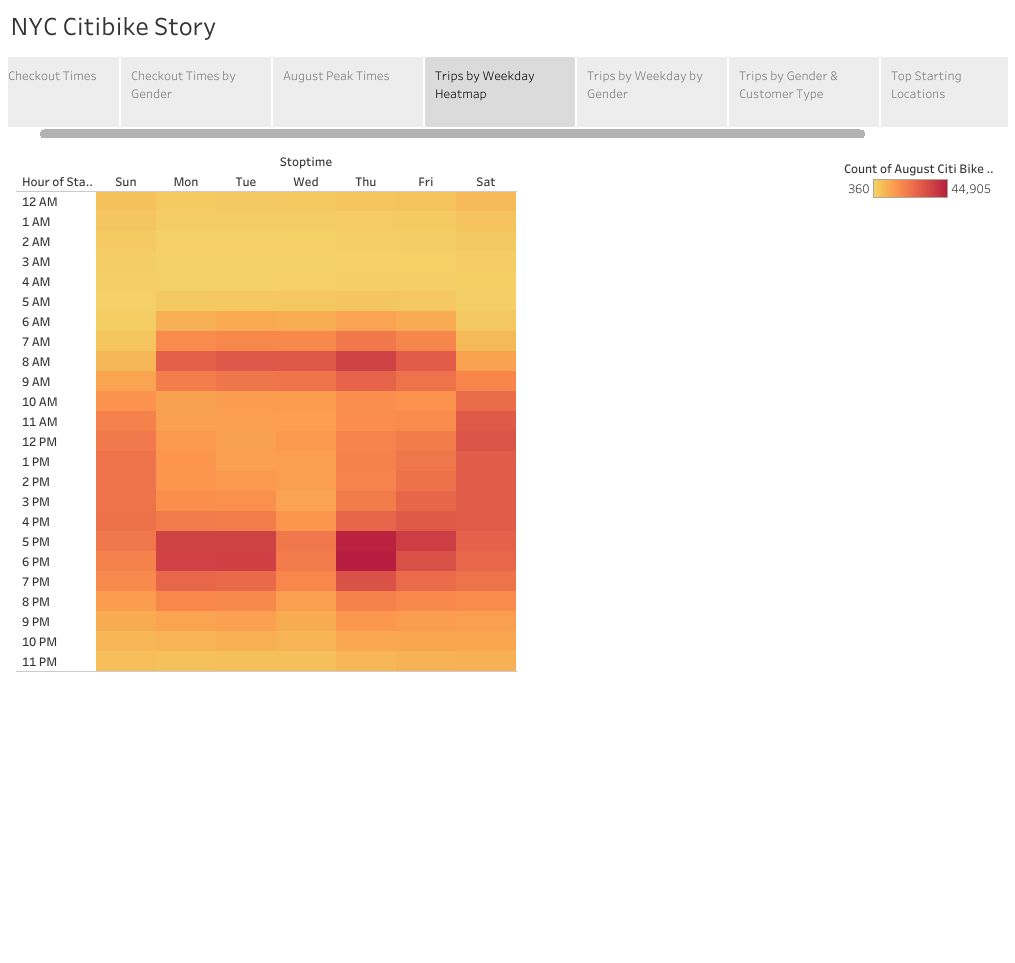 NYC Citibike Story
Checkout Times
Checkout Times by
Gender
August Peak Times
Trips by Weekday
Heatmap
Trips by Weekday by
Gender
Trips by Gender &
Customer Type
Top Starting
Locations
Stoptime
Hour of Sta.. Sun Mon Tue Wed Thu Fri Sat
12 AM
1 AM
2 AM
3 AM
4 AM
5 AM
6 AM
7 AM
8 AM
9 AM
10 AM
11 AM
12 PM
1 PM
2 PM
3 PM
4 PM
5 PM
6 PM
7 PM
8 PM
9 PM
10 PM
11 PM
Count of August Citi Bike ..
360 44,905